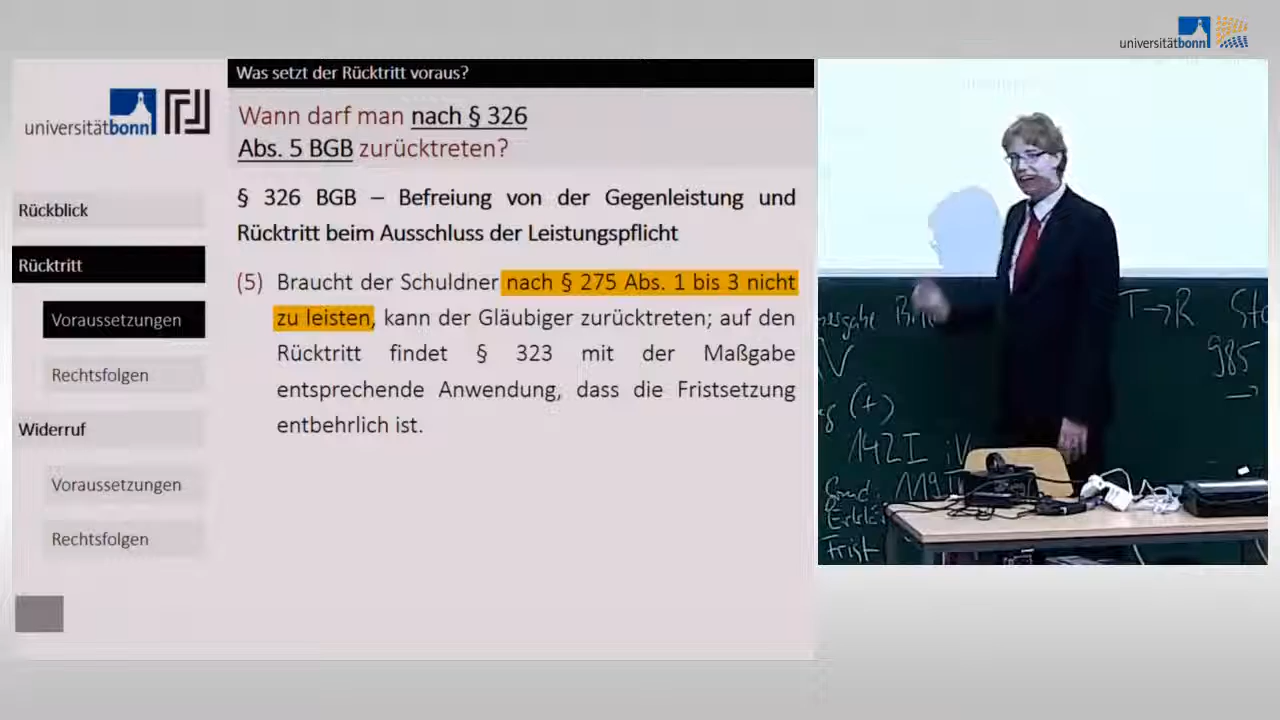 universitätbonn
Was setzt der Rücktritt voraus?
universitätbonn
Wann darf man nach § 326
Abs. 5 BGB zurücktreten?
Rückblick
Rücktritt
Voraussetzungen
Rechtsfolgen
Widerruf
Voraussetzungen
Rechtsfolgen
§ 326 BGB – Befreiung von der Gegenleistung und
Rücktritt beim Ausschluss der Leistungspflicht
(5) Braucht der Schuldner nach § 275 Abs. 1 bis 3 nicht
zu leisten, kann der Gläubiger zurücktreten; auf den
Rücktritt findet § 323 mit der Maßgabe
entsprechende Anwendung, dass die Fristsetzung
entbehrlich ist.
T→R
985
(+)
142 I
119 I
Frist